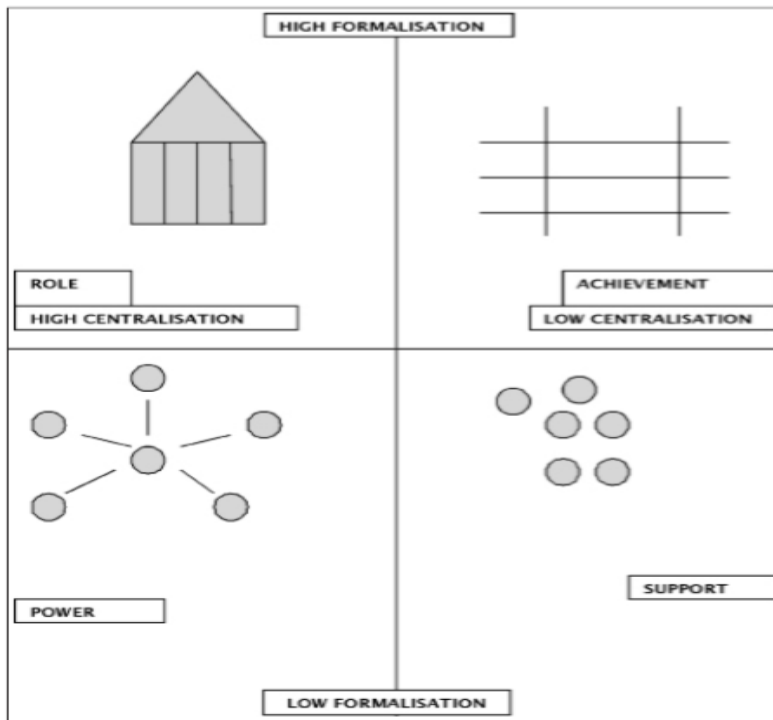 HIGH FORMALISATION
ROLE
ACHIEVEMENT
HIGH CENTRALISATION
LOW CENTRALISATION
SUPPORT
POWER
LOW FORMALISATION